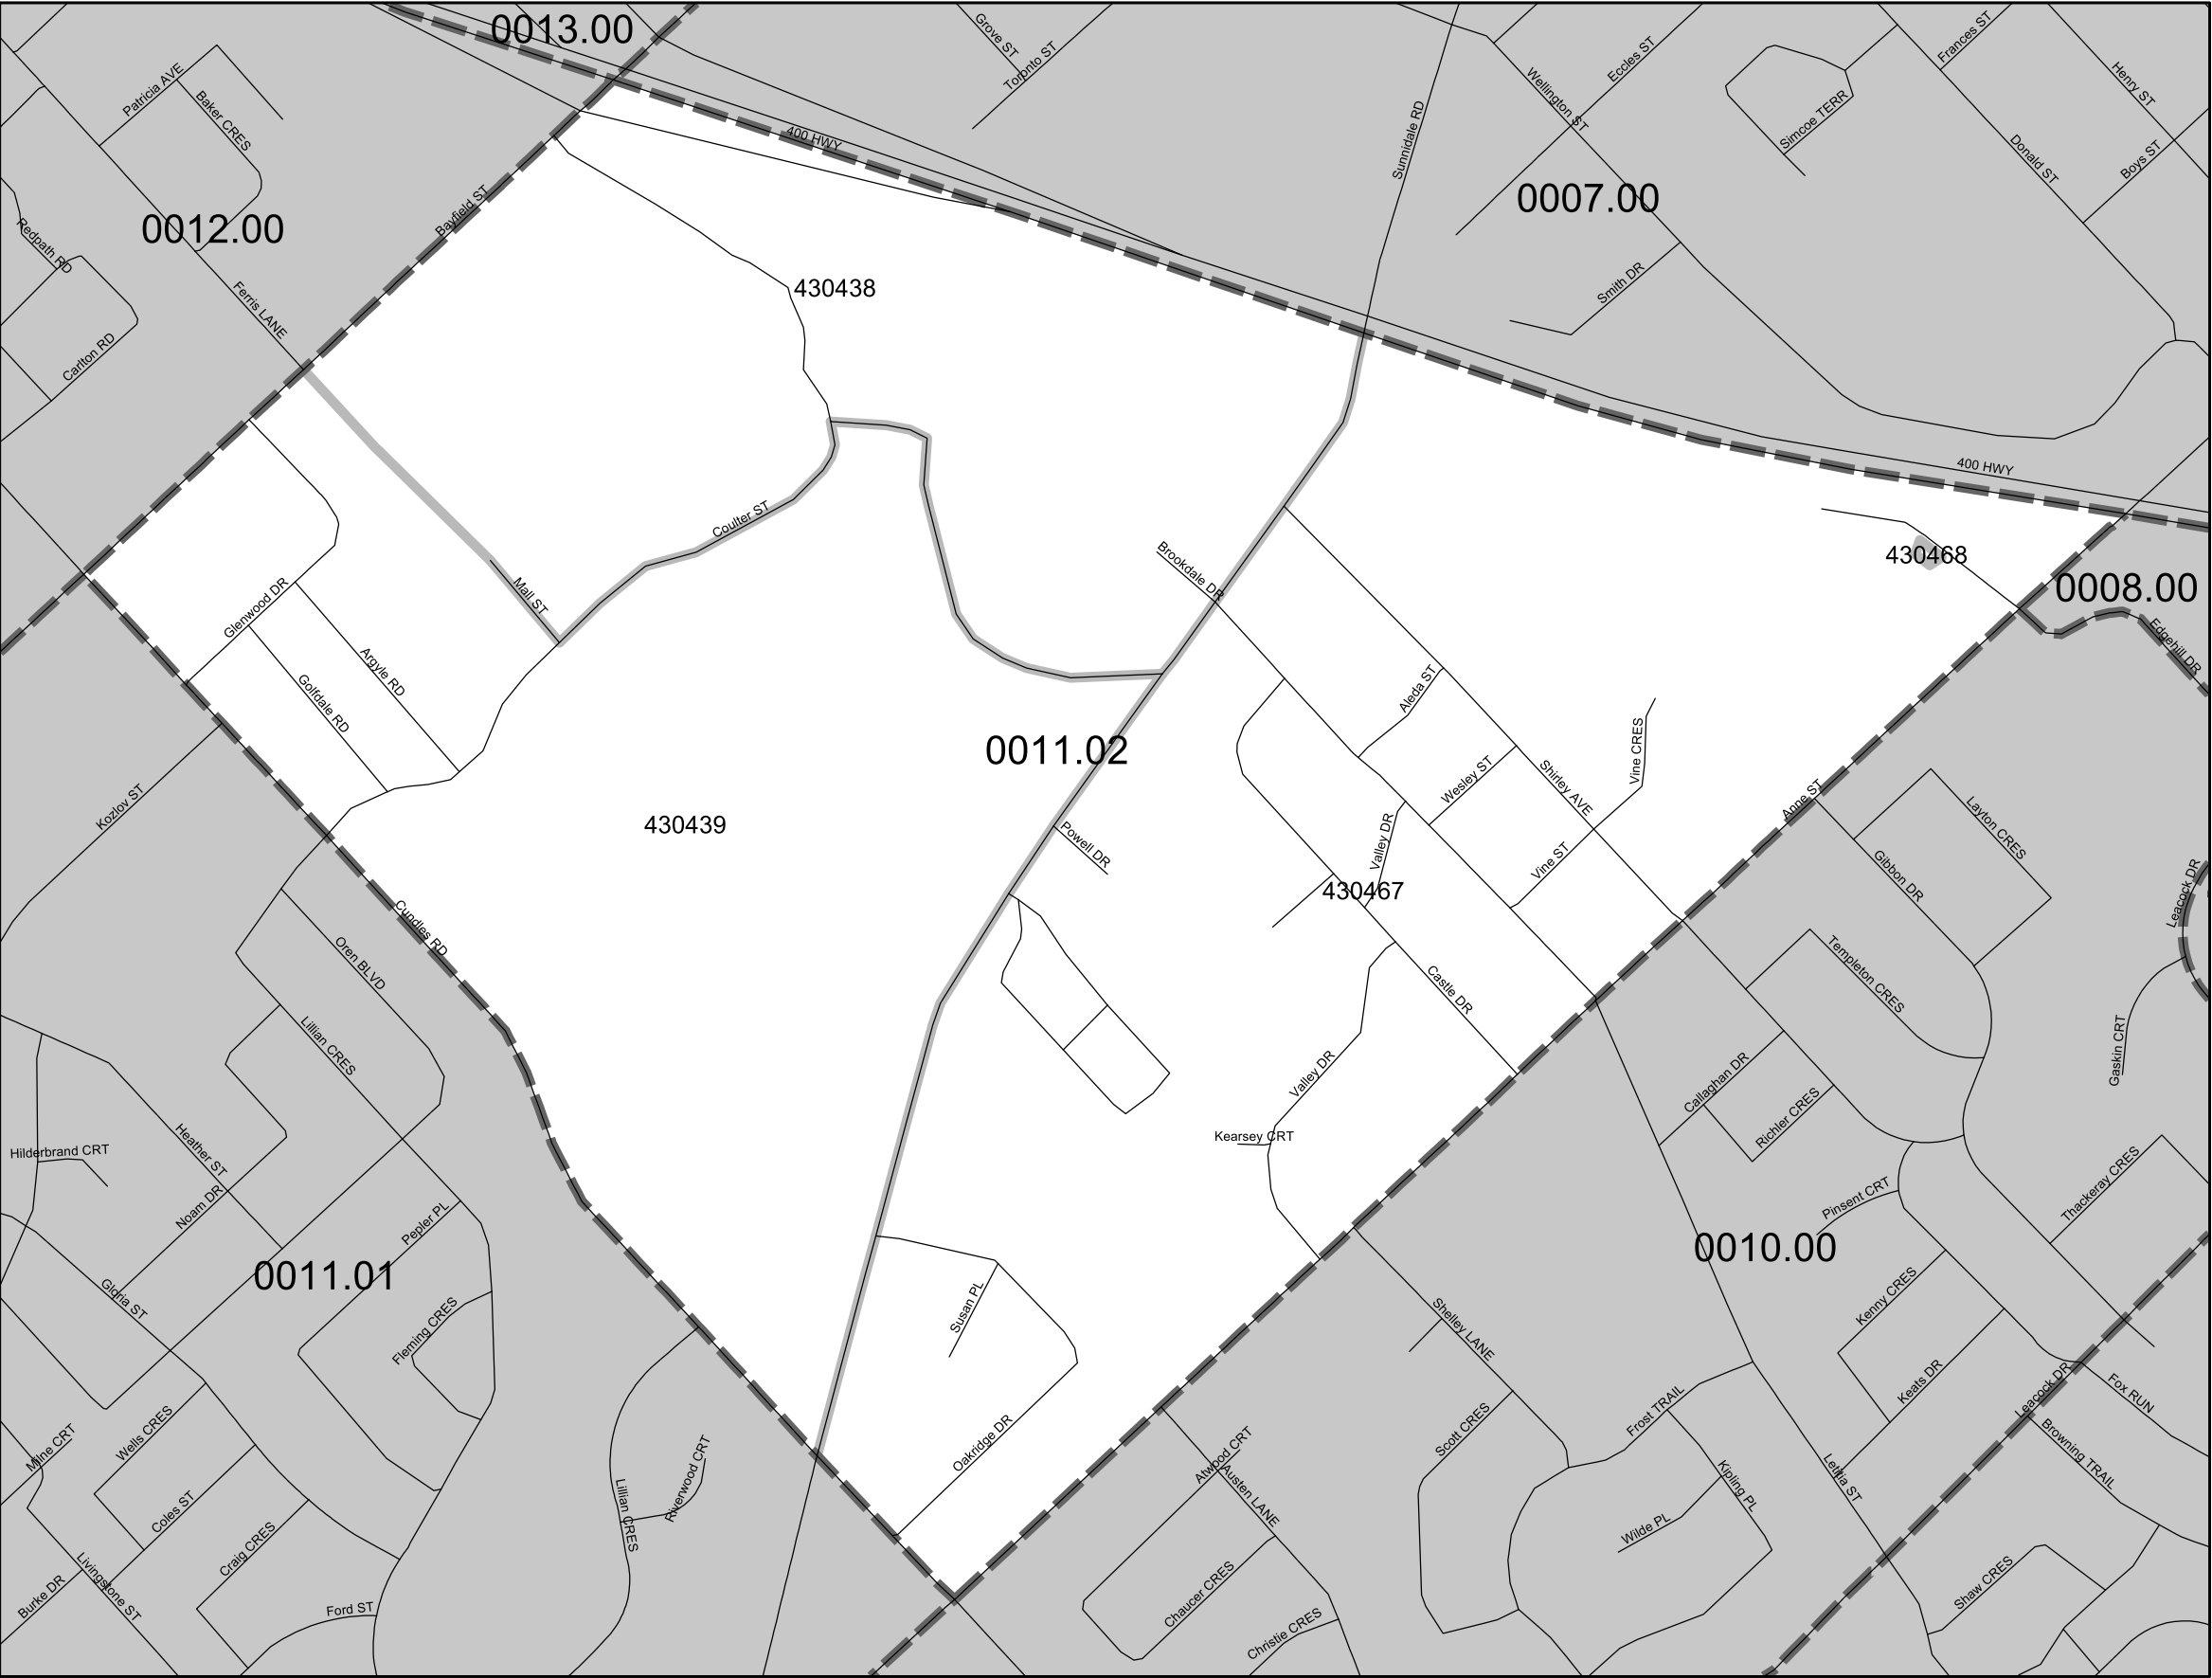 0013.00
Grove ST
Toronto ST
Eccles ST
Frances ST
Henry ST
Patricia AVE
Baker CRES
400 HWY
Sunnidale RD
Wellington ST
Simcoe TERR
Donald ST
Boys ST
0012.00
Bayfield ST
0007.00
Redpath RD
Ferris LANE
430438
Smith DR
Carlton RD
400 HWY
Coulter ST
430468
0008.00
Brookdale DR
Mall ST
Glenwood DR
Edgehill DR
Argyle RD
Golfdale RD
Aleda ST
0011.02
Vine CRES
Wesley ST
Shirley AVE
Anne ST
Kozlov ST
430439
Powell DR
Valley DR
Layton CRES
Vine ST
Gibbon DR
430467
Leacock DR
Cundles RD
Oren BLVD
Castle DR
Templeton CRES
Lillian CRES
Valley DR
Callaghan DR
Gaskin CRT
Richler CRES
Kearsey CRT
Hilderbrand CRT
Heather ST
Noam DR
Pepler PL
Pinsent CRT
Thackeray CRES
0011.01
0010.00
Gloria ST
Susan PL
Kenny CRES
Fleming CRES
Shelley LANE
Keats DR
Leacock DR
Fox RUN
Wells CRES
Milne CRT
Oakridge DR
Scott CRES
Frost TRAIL
Browning TRAIL
Atwood CRT
Austen LANE
Riverwood CRT
Kipling PL
Letitia ST
Coles ST
Lillian CRES
Wilde PL
Craig CRES
Livingstone ST
Burke DR
Ford ST
Chaucer CRES
Christie CRES
Shaw CRES